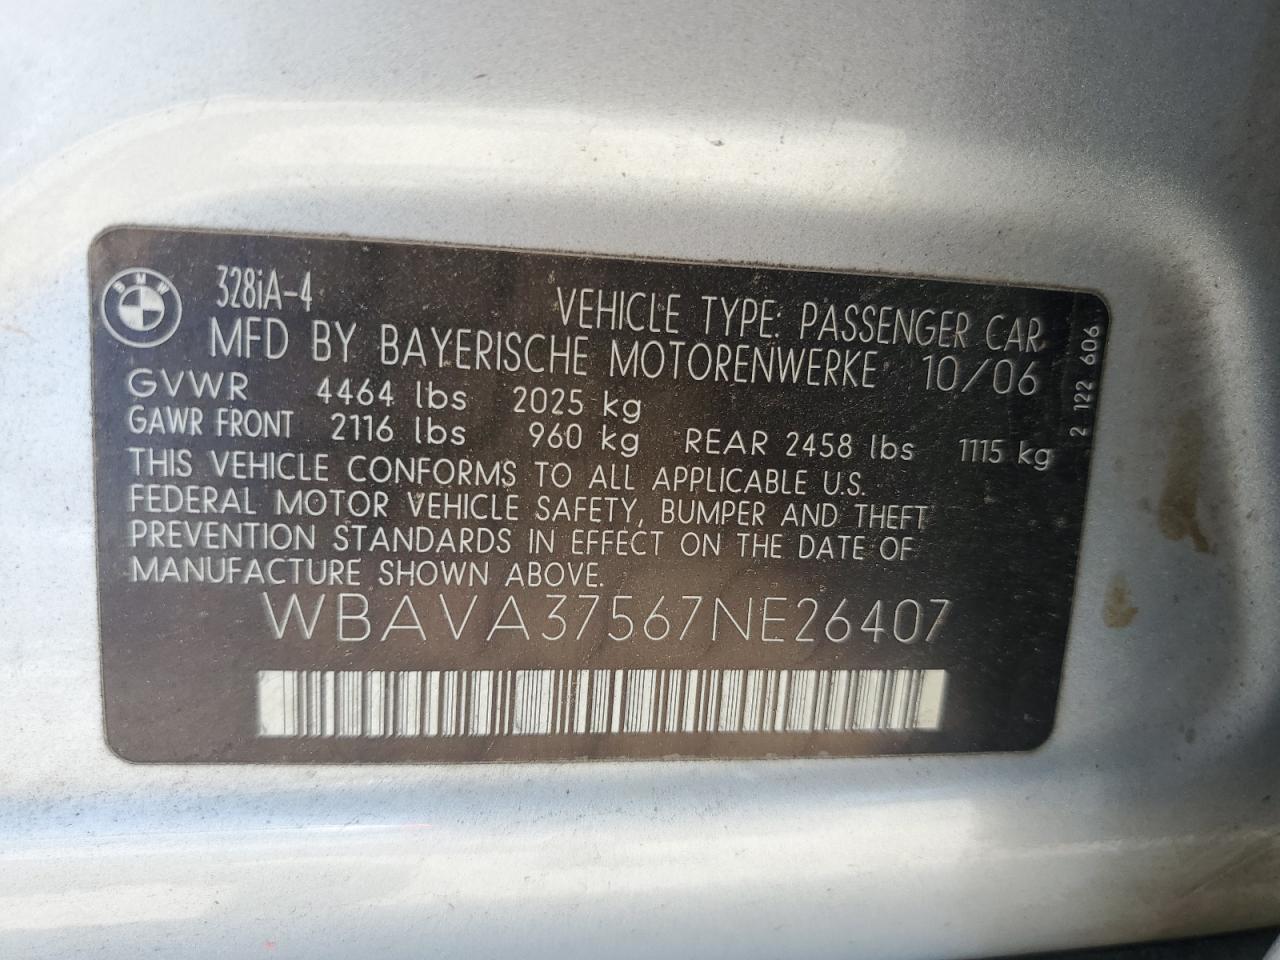 BMW
328iA-4
VEHICLE TYPE: PASSENGER CAR
MFD BY BAYERISCHE MOTORENWERKE 10/06
GVWR 4464 lbs 2025 kg
GAWR FRONT 2116 lbs 960 kg REAR 2458 lbs 1115 kg
THIS VEHICLE CONFORMS TO ALL APPLICABLE U.S.
FEDERAL MOTOR VEHICLE SAFETY, BUMPER AND THEFT
PREVENTION STANDARDS IN EFFECT ON THE DATE OF
MANUFACTURE SHOWN ABOVE.
WBAVA37567NE26407
2 122 606